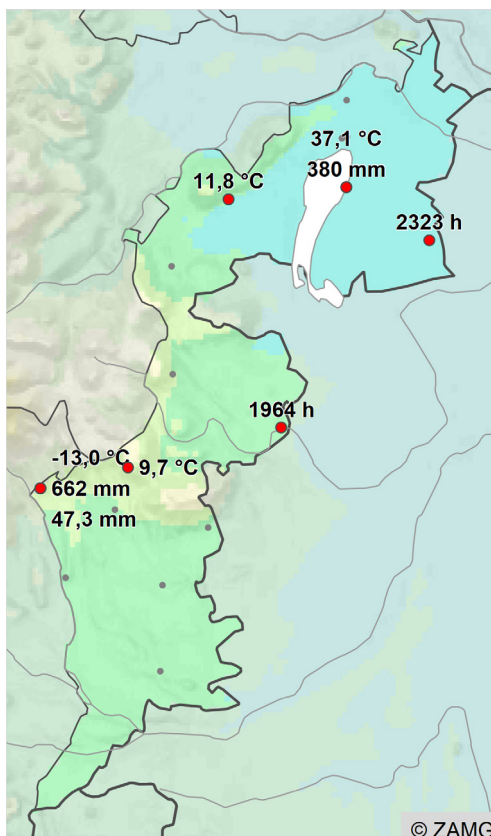 37,1 °C
380 mm
11,8 °C
2323 h
1964 h
-13,0 °C
9,7 °C
662 mm
47,3 mm
© ZAMG